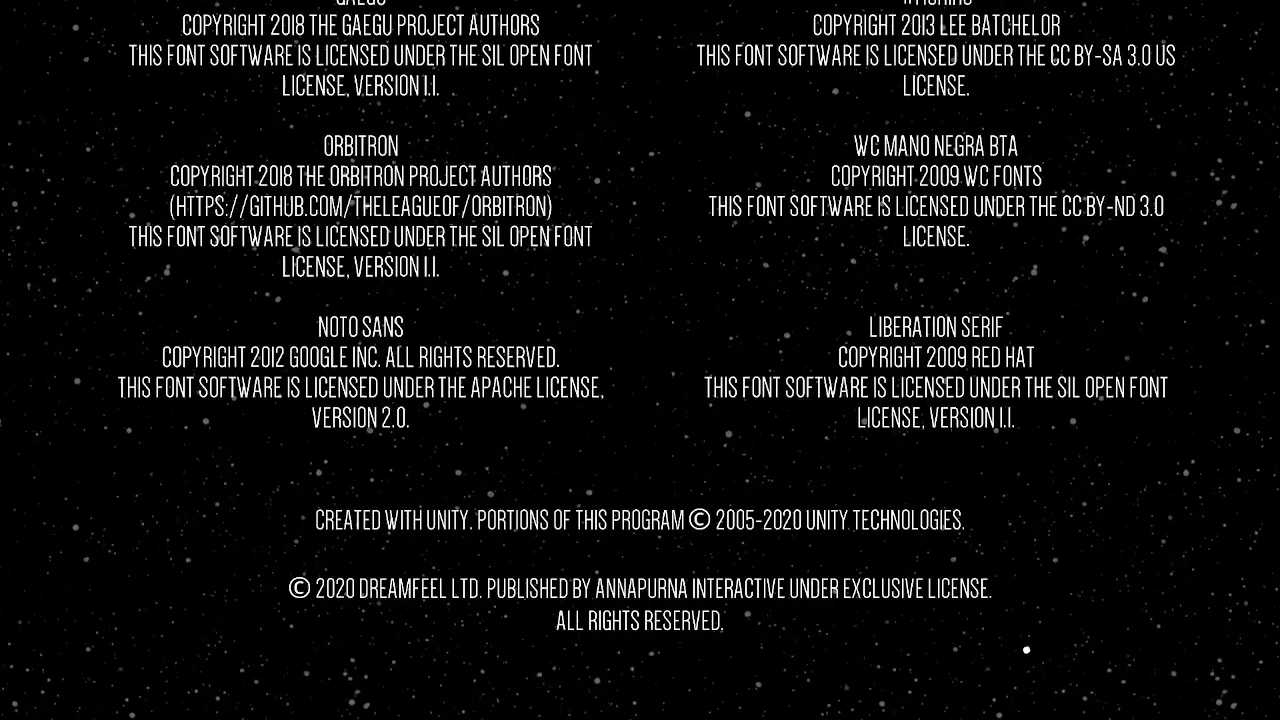 COPYRIGHT 2018 THE GAEGU PROJECT AUTHORS
THIS FONT SOFTWARE IS LICENSED UNDER THE SIL OPEN FONT
LICENSE, VERSION 1.1.
ORBITRON
COPYRIGHT 2018 THE ORBITRON PROJECT AUTHORS
(HTTPS://GITHUB.COM/THELEAGUEOF/ORBITRON)
THIS FONT SOFTWARE IS LICENSED UNDER THE SIL OPEN FONT
LICENSE, VERSION 1.1.
NOTO SANS
COPYRIGHT 2012 GOOGLE INC. ALL RIGHTS RESERVED.
THIS FONT SOFTWARE IS LICENSED UNDER THE APACHE LICENSE,
VERSION 2.0.
COPYRIGHT 2013 LEE BATCHELOR
THIS FONT SOFTWARE IS LICENSED UNDER THE CC BY-SA 3.0 US
LICENSE.
WC MANO NEGRA BTA
COPYRIGHT 2009 WC FONTS
THIS FONT SOFTWARE IS LICENSED UNDER THE CC BY-ND 3.0
LICENSE.
LIBERATION SERIF
COPYRIGHT 2009 RED HAT
THIS FONT SOFTWARE IS LICENSED UNDER THE SIL OPEN FONT
LICENSE, VERSION 1.1.
CREATED WITH UNITY. PORTIONS OF THIS PROGRAM © 2005-2020 UNITY TECHNOLOGIES.
© 2020 DREAMFEEL LTD. PUBLISHED BY ANNAPURNA INTERACTIVE UNDER EXCLUSIVE LICENSE.
ALL RIGHTS RESERVED.